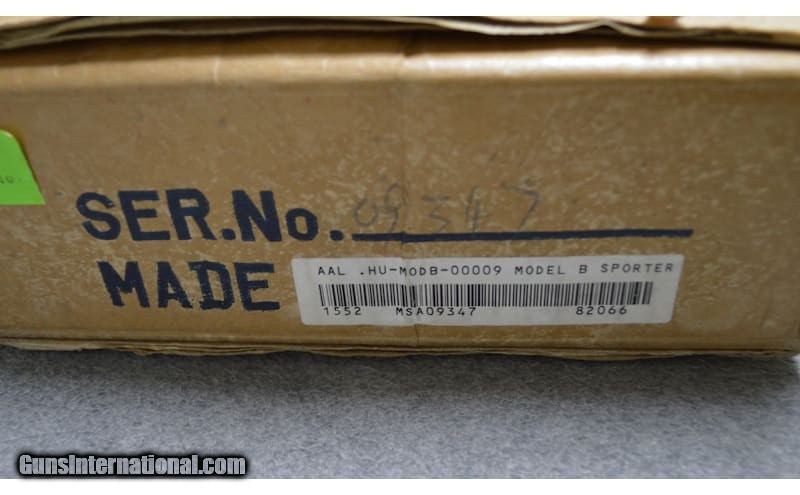 SER.No. 09347
MADE
AAL .HU-MODB-00009 MODEL B SPORTER
1552 MSA09347 82066
GunsInternational.com